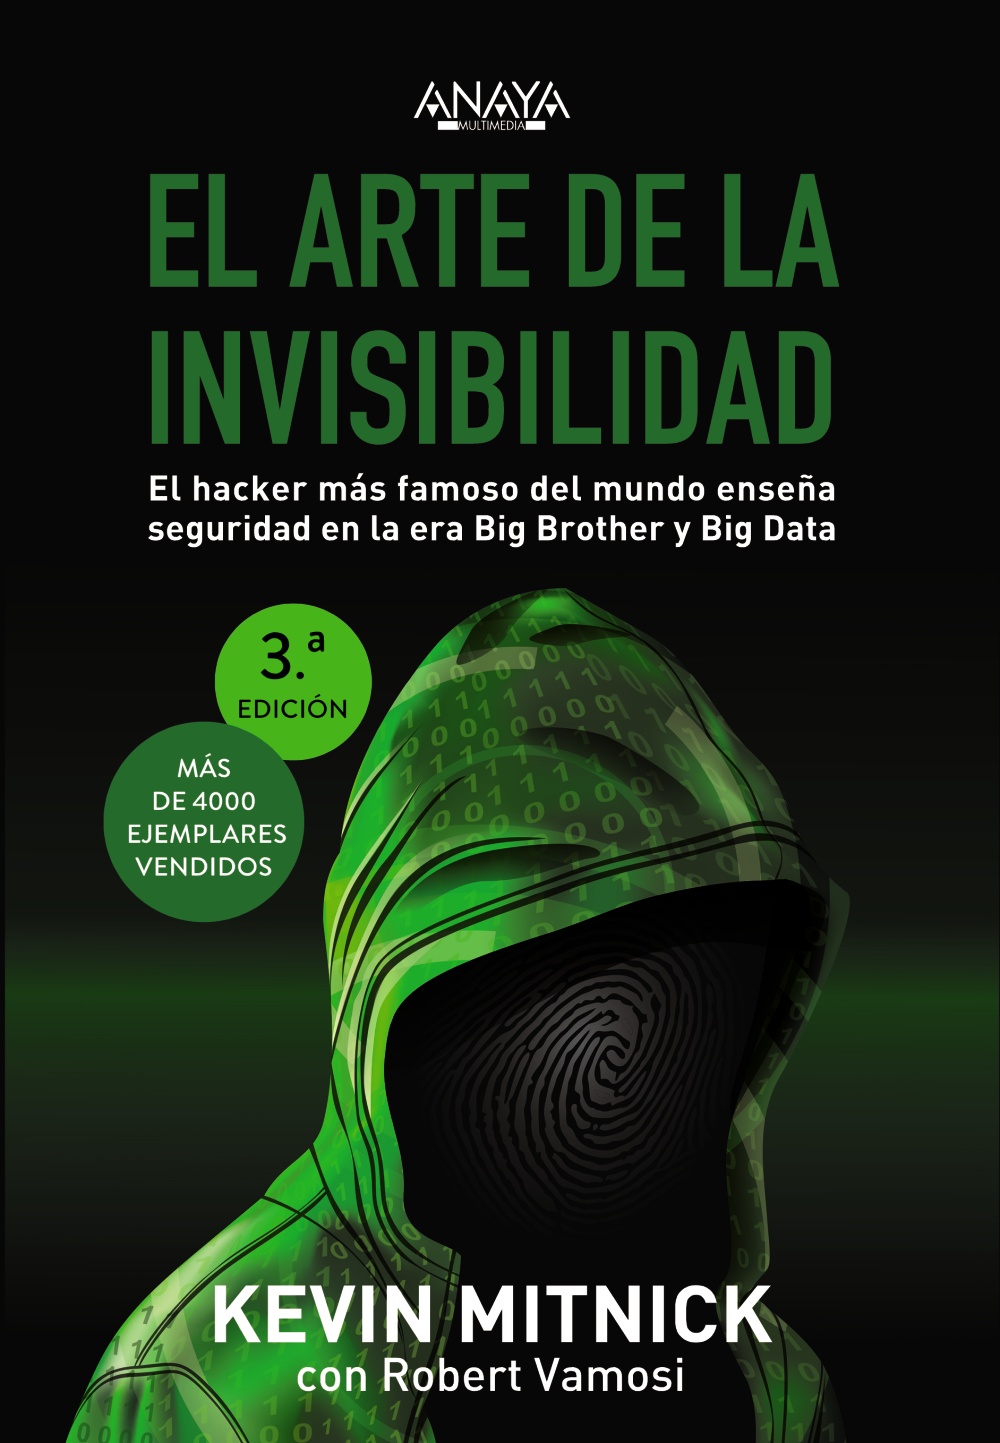 ANAYA
MULTIMEDIA
EL ARTE DE LA
INVISIBILIDAD
El hacker más famoso del mundo enseña
seguridad en la era Big Brother y Big Data
3.ª
EDICIÓN
MÁS
DE 4000
EJEMPLARES
VENDIDOS
KEVIN MITNICK
con Robert Vamosi